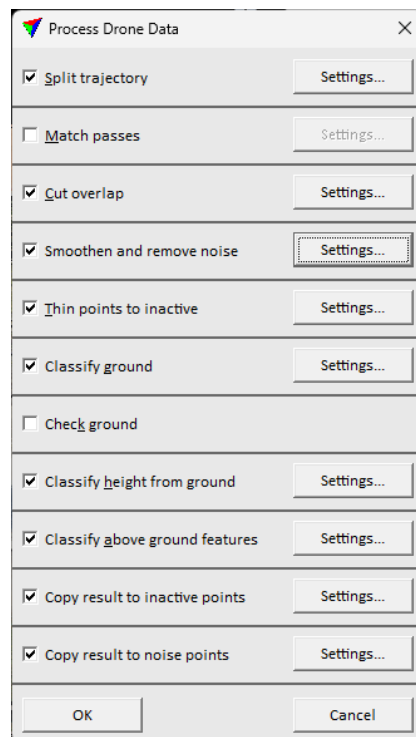 Process Drone Data
Split trajectory Settings...
Match passes Settings...
Cut overlap Settings...
Smoothen and remove noise Settings...
Thin points to inactive Settings...
Classify ground Settings...
Check ground
Classify height from ground Settings...
Classify above ground features Settings...
Copy result to inactive points Settings...
Copy result to noise points Settings...
OK Cancel